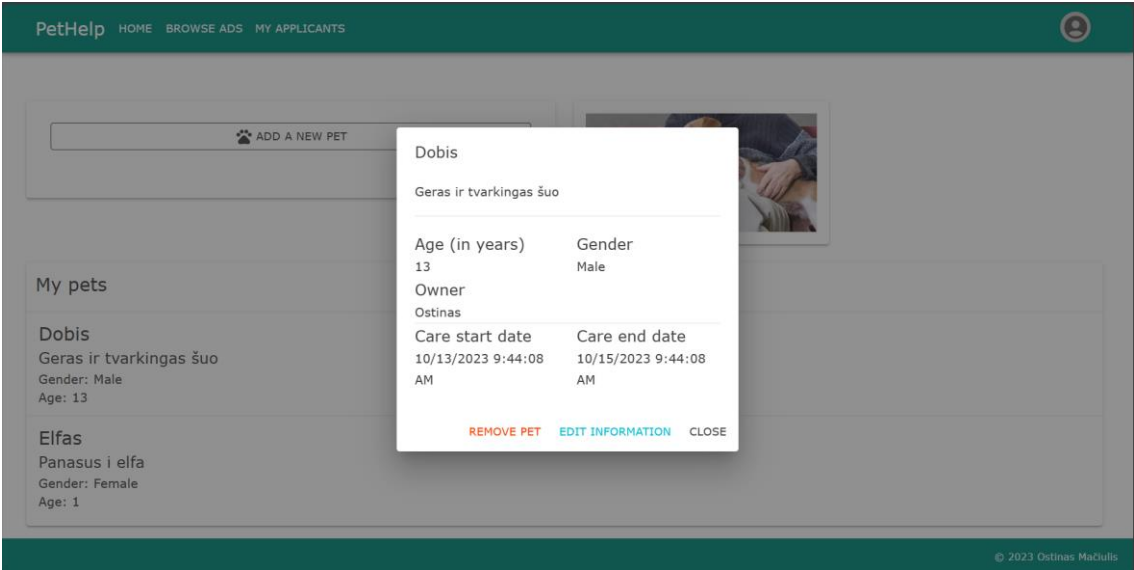 PetHelp HOME BROWSE ADS MY APPLICANTS
ADD A NEW PET
Dobis
Geras ir tvarkingas šuo
Age (in years) Gender
13 Male
Owner
Ostinas
Care start date Care end date
10/13/2023 9:44:08 10/15/2023 9:44:08
AM AM
REMOVE PET EDIT INFORMATION CLOSE
My pets
Dobis
Geras ir tvarkingas šuo
Gender: Male
Age: 13
Elfas
Panasus i elfa
Gender: Female
Age: 1
© 2023 Ostinas Mačiulis